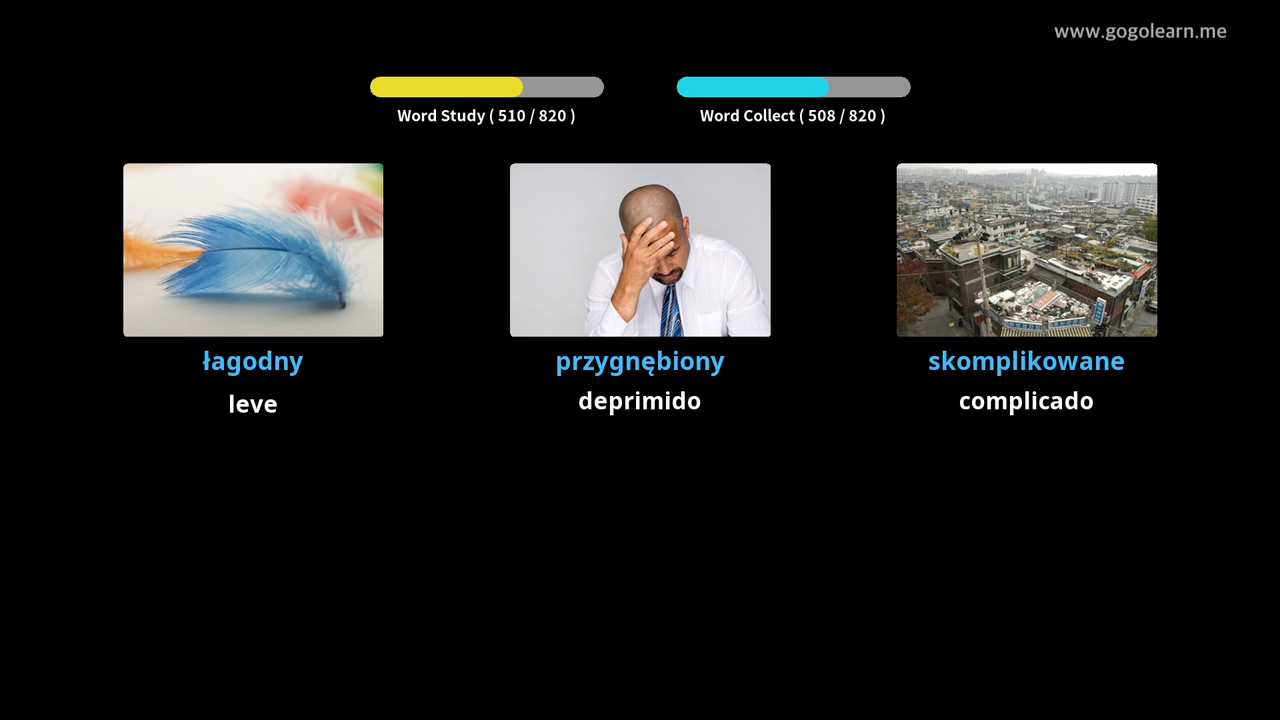 www.gogolearn.me
Word Study ( 510 / 820 )
Word Collect ( 508 / 820 )
łagodny
leve
przygnębiony
deprimido
skomplikowane
complicado